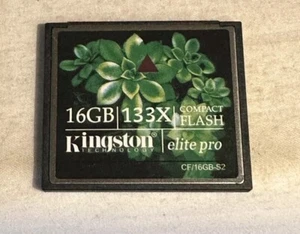 16GB 133X COMPACT FLASH
Kingston elite pro
TECHNOLOGY
CF/16GB-S2